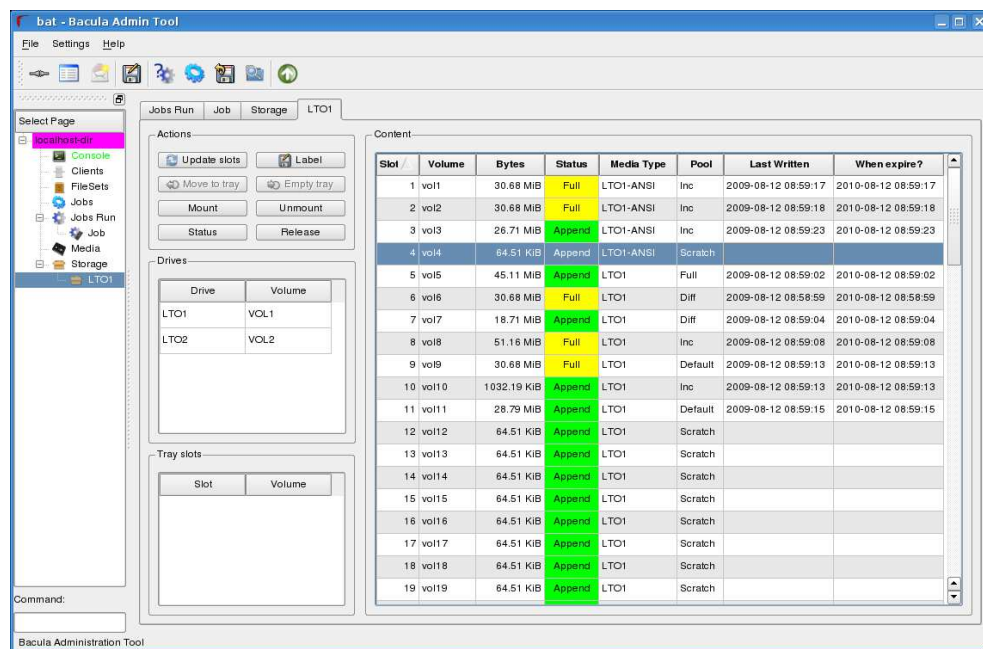 bat - Bacula Admin Tool
File Settings Help
Select Page
localhost-dir
Console
Clients
FileSets
Jobs
Jobs Run
Job
Media
Storage
LTO1
Command:
Bacula Administration Tool
Jobs Run Job Storage LTO1
Actions
Update slots Label
Move to tray Empty tray
Mount Unmount
Status Release
Drives
Drive Volume
LTO1 VOL1
LTO2 VOL2
Tray slots
Slot Volume
Content
Slot Volume Bytes Status Media Type Pool Last Written When expire?
1 vol1 30.68 MiB Full LTO1-ANSI Inc 2009-08-12 08:59:17 2010-08-12 08:59:17
2 vol2 30.68 MiB Full LTO1-ANSI Inc 2009-08-12 08:59:18 2010-08-12 08:59:18
3 vol3 26.71 MiB Append LTO1-ANSI Inc 2009-08-12 08:59:23 2010-08-12 08:59:23
4 vol4 64.51 KiB Append LTO1-ANSI Scratch
5 vol5 45.11 MiB Append LTO1 Full 2009-08-12 08:59:02 2010-08-12 08:59:02
6 vol6 30.68 MiB Full LTO1 Diff 2009-08-12 08:58:59 2010-08-12 08:58:59
7 vol7 18.71 MiB Append LTO1 Diff 2009-08-12 08:59:04 2010-08-12 08:59:04
8 vol8 51.16 MiB Full LTO1 Inc 2009-08-12 08:59:08 2010-08-12 08:59:08
9 vol9 30.68 MiB Full LTO1 Default 2009-08-12 08:59:13 2010-08-12 08:59:13
10 vol10 1032.19 KiB Append LTO1 Inc 2009-08-12 08:59:13 2010-08-12 08:59:13
11 vol11 28.79 MiB Append LTO1 Default 2009-08-12 08:59:15 2010-08-12 08:59:15
12 vol12 64.51 KiB Append LTO1 Scratch
13 vol13 64.51 KiB Append LTO1 Scratch
14 vol14 64.51 KiB Append LTO1 Scratch
15 vol15 64.51 KiB Append LTO1 Scratch
16 vol16 64.51 KiB Append LTO1 Scratch
17 vol17 64.51 KiB Append LTO1 Scratch
18 vol18 64.51 KiB Append LTO1 Scratch
19 vol19 64.51 KiB Append LTO1 Scratch